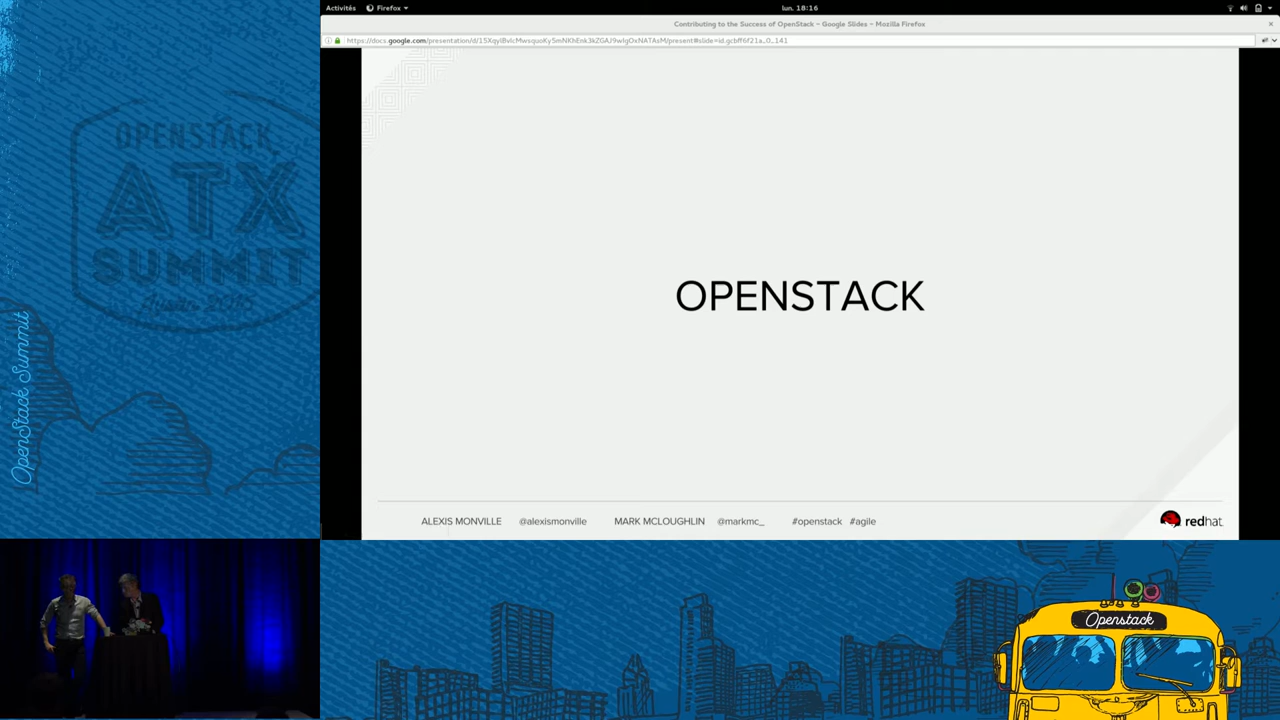 Activités
Firefox
lun. 18:16
Contributing to the Success of OpenStack - Google Slides - Mozilla Firefox
OPENSTACK
ATX
SUMMIT
OpenStack Summit
OPENSTACK
ALEXIS MONVILLE @alexismonville MARK MCLOUGHLIN @markmc_ #openstack #agile
redhat.
Openstack